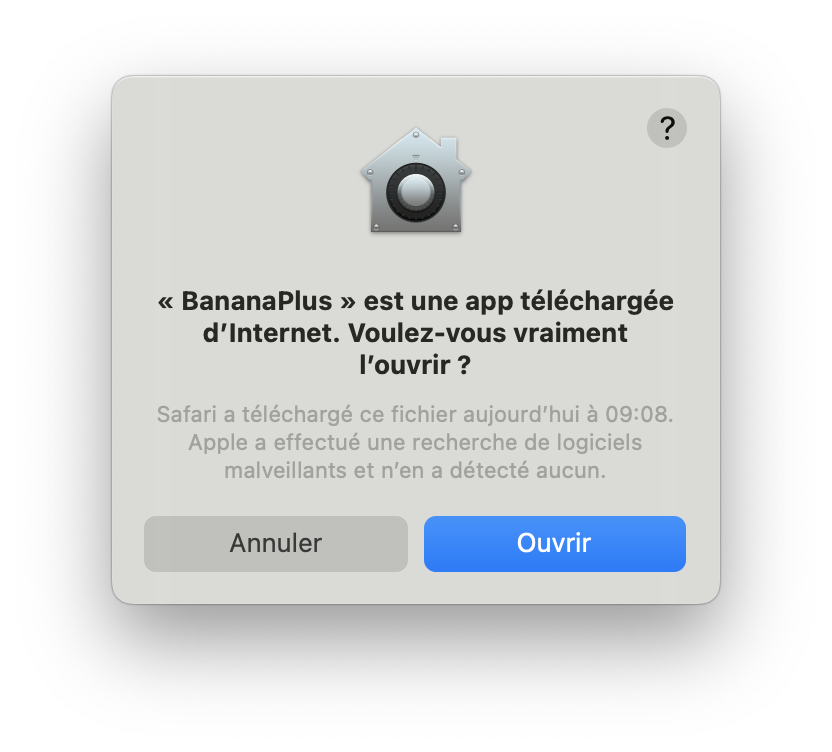 ?
« BananaPlus » est une app téléchargée
d’Internet. Voulez-vous vraiment
l’ouvrir ?
Safari a téléchargé ce fichier aujourd’hui à 09:08.
Apple a effectué une recherche de logiciels
malveillants et n’en a détecté aucun.
Annuler
Ouvrir